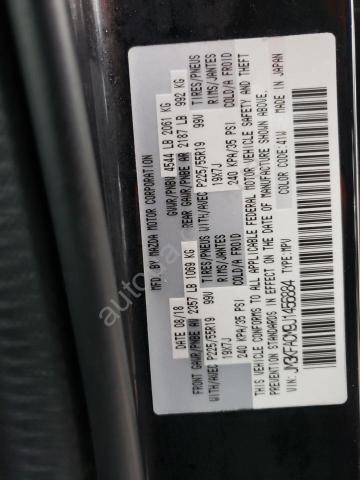 MFD. BY MAZDA MOTOR CORPORATION
DATE 08/18 GVWR/PNBV 4544 LB 2061 KG
FRONT GAWR/PNBE AV 2357 LB 1069 KG REAR GAWR/PNBE AR 2187 LB 992 KG
WITH/AVEC P225/55R19 99V TIRES/PNEUS WITH/AVEC P225/55R19 99V TIRES/PNEUS
19X7J RIMS/JANTES 19X7J RIMS/JANTES
240 KPA/35 PSI COLD/A FROID 240 KPA/35 PSI COLD/A FROID
THIS VEHICLE CONFORMS TO ALL APPLICABLE FEDERAL MOTOR VEHICLE SAFETY AND THEFT
PREVENTION STANDARDS IN EFFECT ON THE DATE OF MANUFACTURE SHOWN ABOVE.
VIN: TYPE: MPV COLOR CODE: 41W MADE IN JAPAN